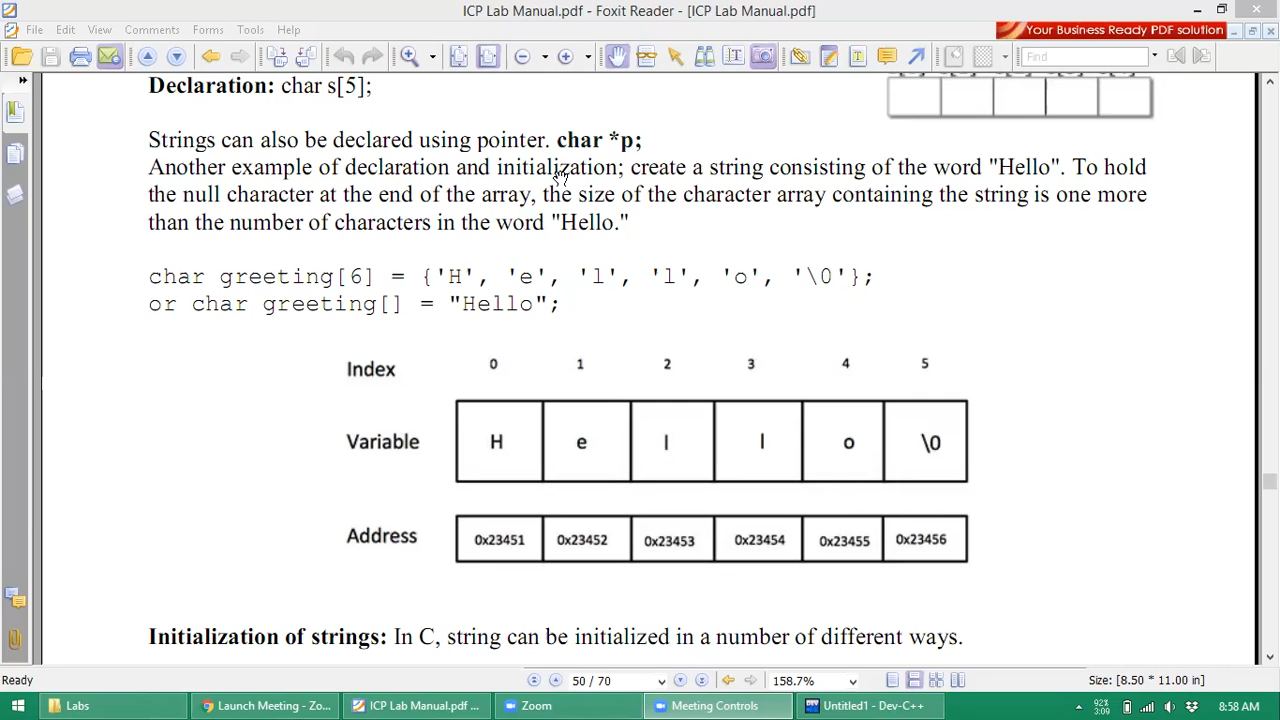 ICP Lab Manual.pdf - Foxit Reader - [ICP Lab Manual.pdf]
File Edit View Comments Forms Tools Help
Your Business Ready PDF Solution!
Find
Declaration: char s[5];
Strings can also be declared using pointer. char *p;
Another example of declaration and initialization; create a string consisting of the word "Hello". To hold
the null character at the end of the array, the size of the character array containing the string is one more
than the number of characters in the word "Hello."
char greeting[6] = {'H', 'e', 'l', 'l', 'o', '\0'};
or char greeting[] = "Hello";
Index 0 1 2 3 4 5
Variable H e l l o \0
Address 0x23451 0x23452 0x23453 0x23454 0x23455 0x23456
Initialization of strings: In C, string can be initialized in a number of different ways.
Ready 50 / 70 158.7% Size: [8.50 * 11.00 in]
Labs Launch Meeting - Zo... ICP Lab Manual.pdf ... Zoom Meeting Controls Untitled1 - Dev-C++ 92% 3:09 8:58 AM